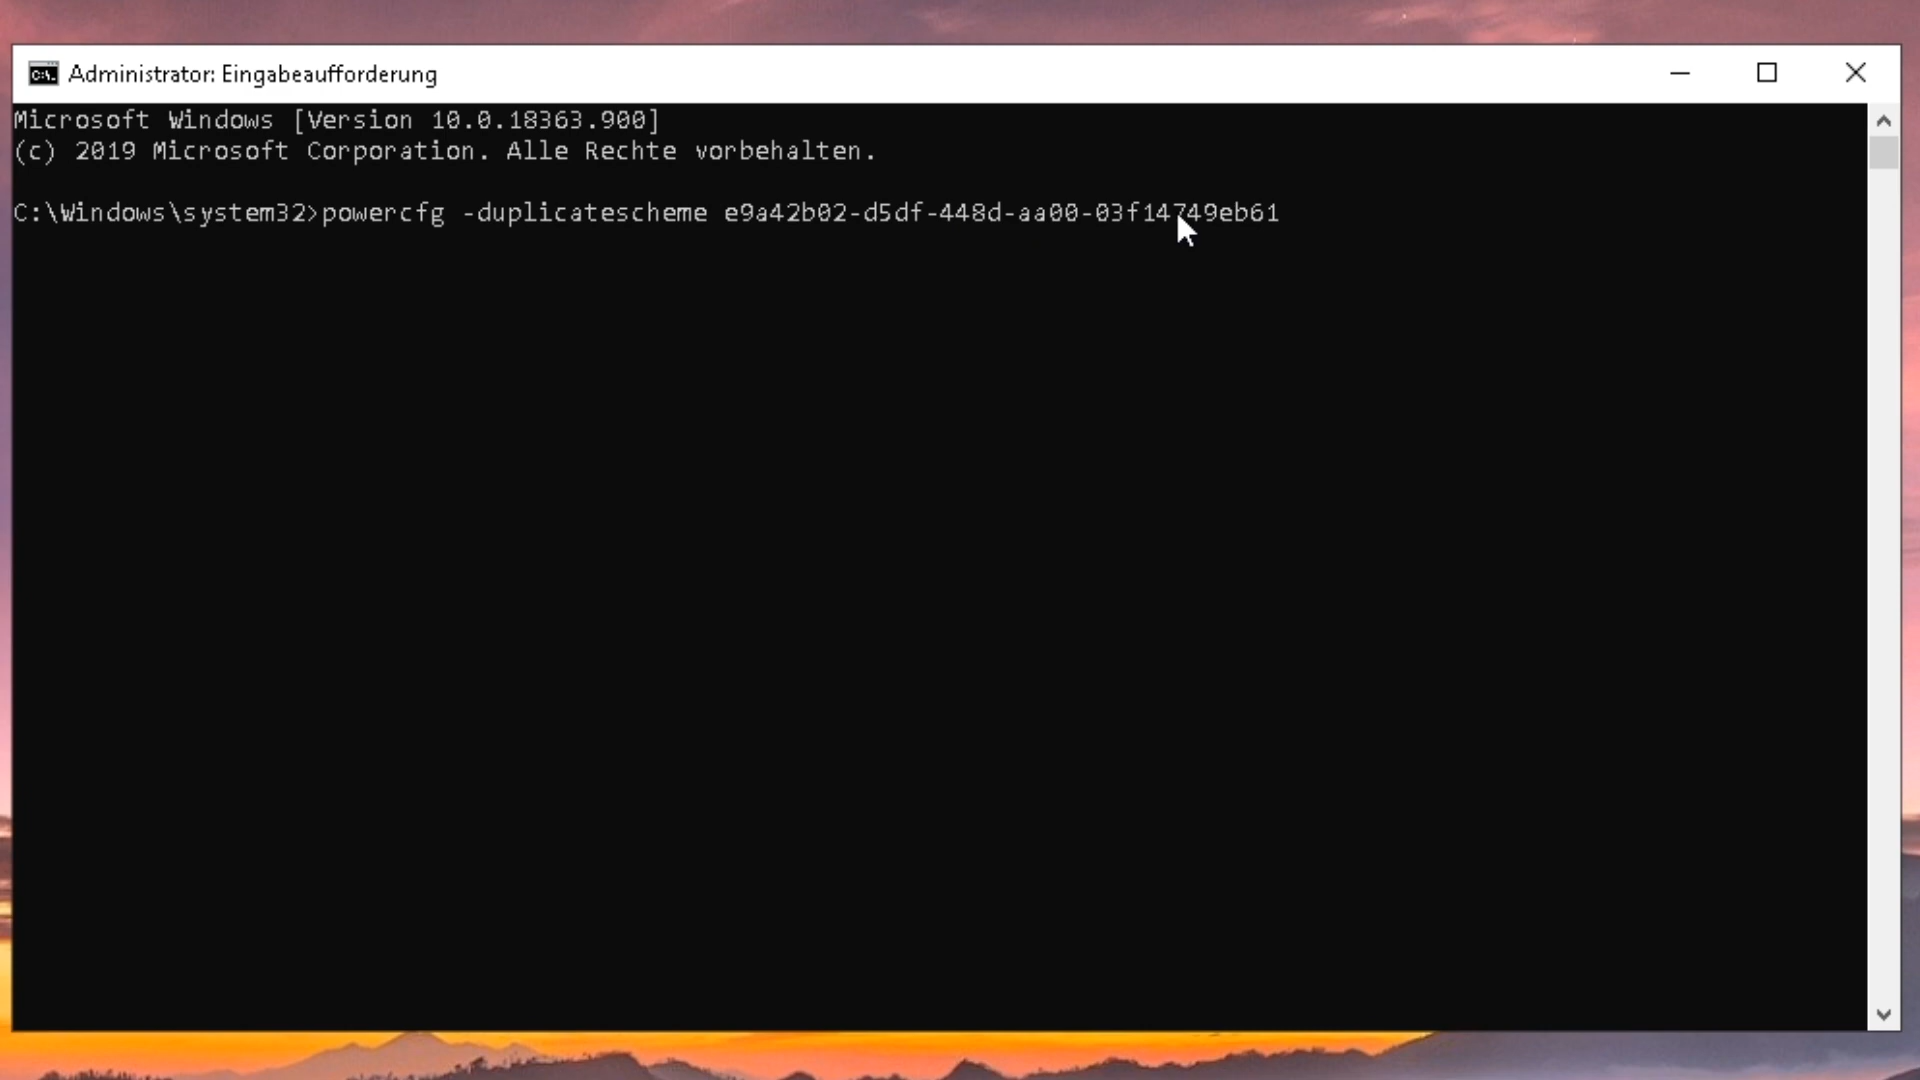 Administrator: Eingabeaufforderung
Microsoft Windows [Version 10.0.18363.900]
(c) 2019 Microsoft Corporation. Alle Rechte vorbehalten.
C:\Windows\system32>powercfg -duplicatescheme e9a42b02-d5df-448d-aa00-03f14749eb61